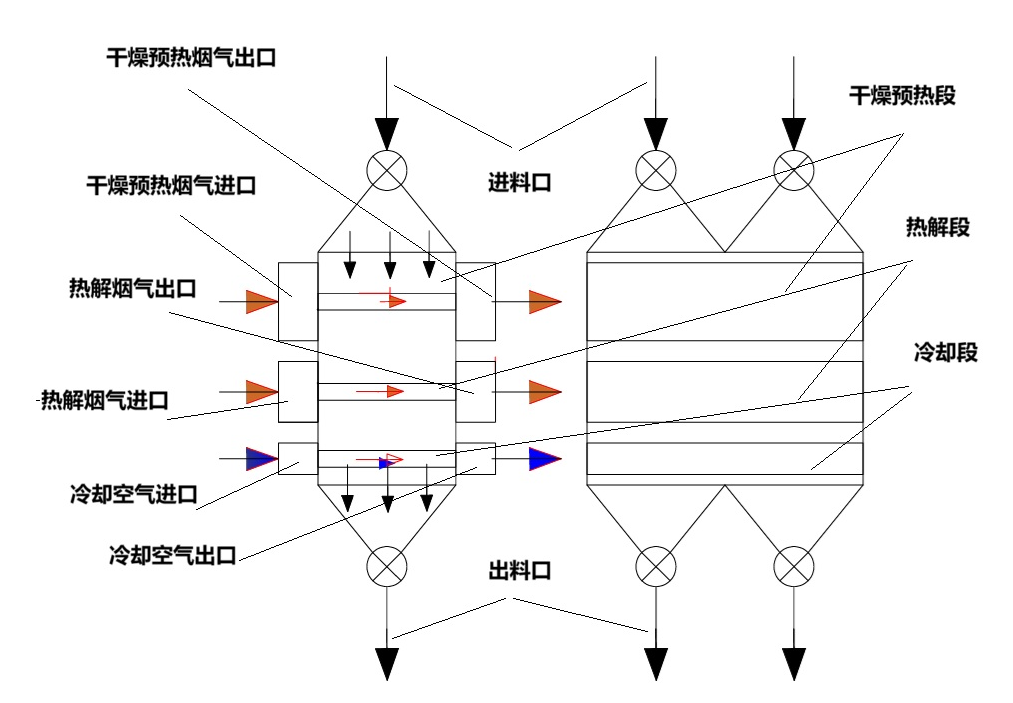 干燥预热烟气出口
干燥预热段
干燥预热烟气进口
进料口
热解段
热解烟气出口
冷却段
热解烟气进口
冷却空气进口
冷却空气出口
出料口